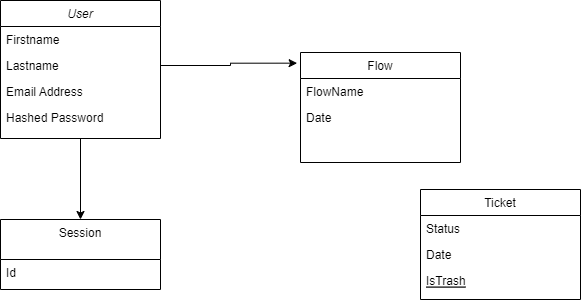 User
Firstname
Lastname
Email Address
Hashed Password
Flow
FlowName
Date
Session
Id
Ticket
Status
Date
IsTrash